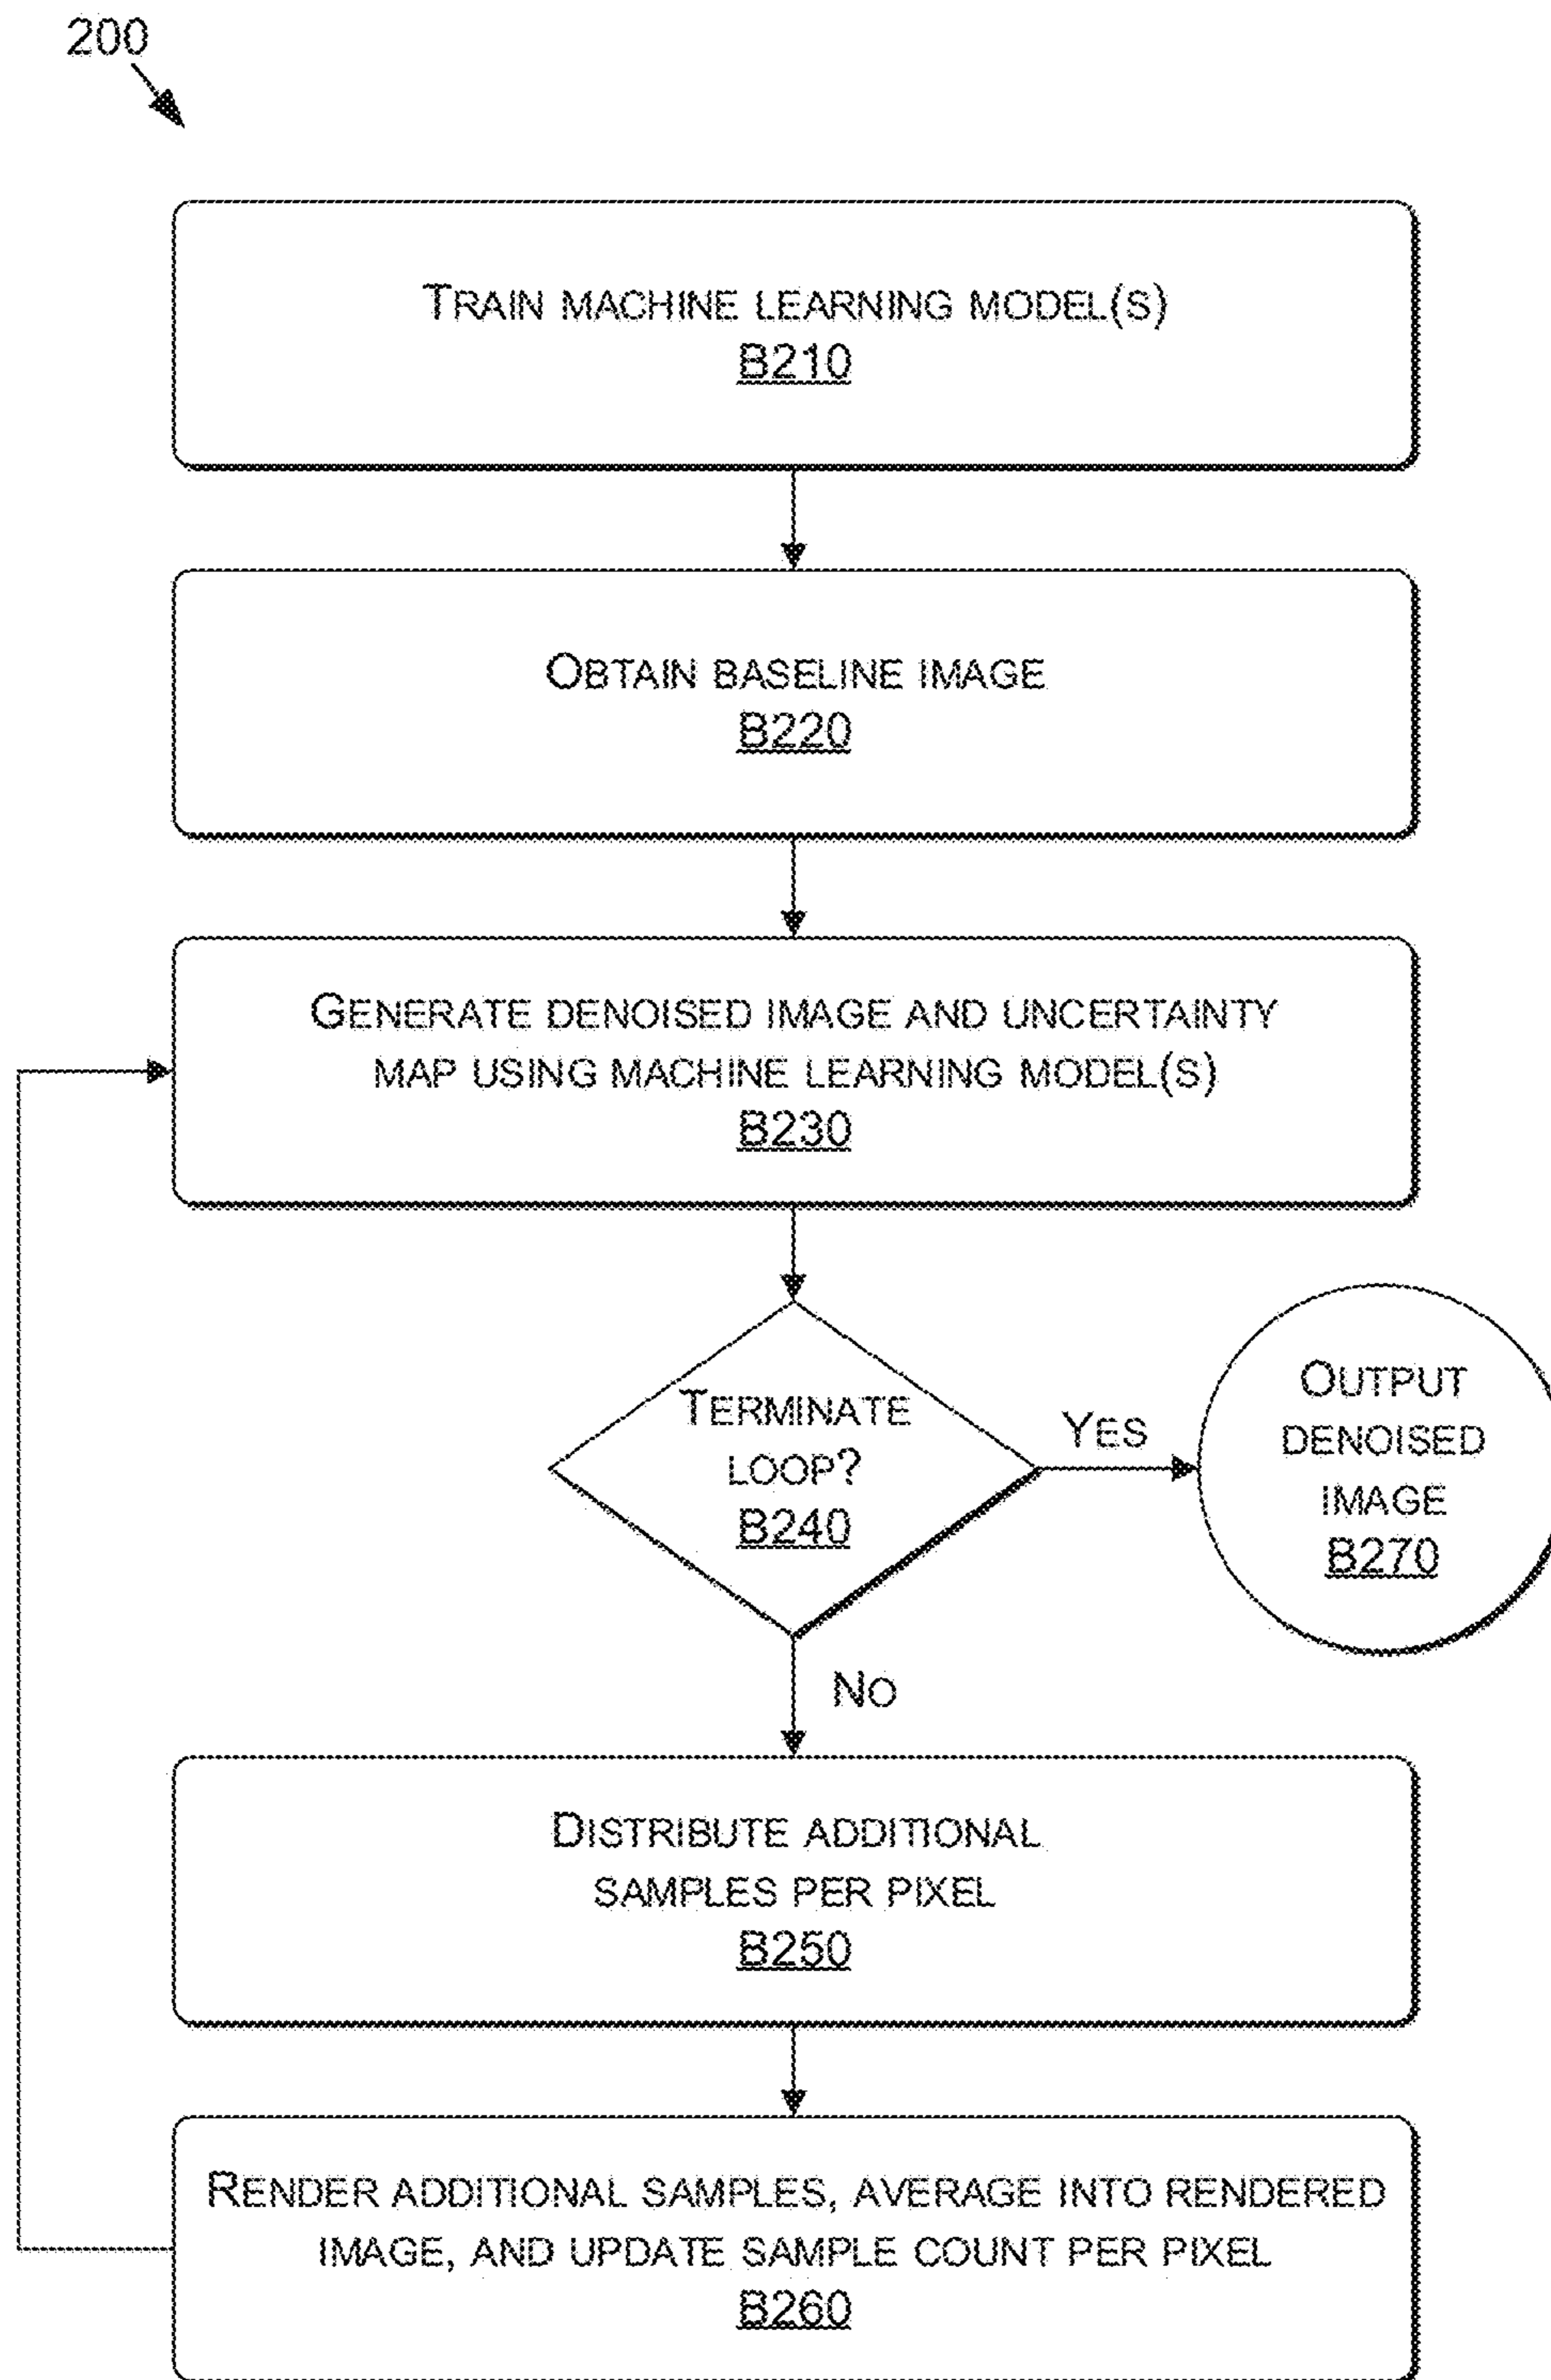 200
TRAIN MACHINE LEARNING MODEL(S)
B210
OBTAIN BASELINE IMAGE
B220
GENERATE DENOISED IMAGE AND UNCERTAINTY
MAP USING MACHINE LEARNING MODEL(S)
B230
TERMINATE
LOOP?
B240
YES
OUTPUT
DENOISED
IMAGE
B270
NO
DISTRIBUTE ADDITIONAL
SAMPLES PER PIXEL
B250
RENDER ADDITIONAL SAMPLES, AVERAGE INTO RENDERED
IMAGE, AND UPDATE SAMPLE COUNT PER PIXEL
B260